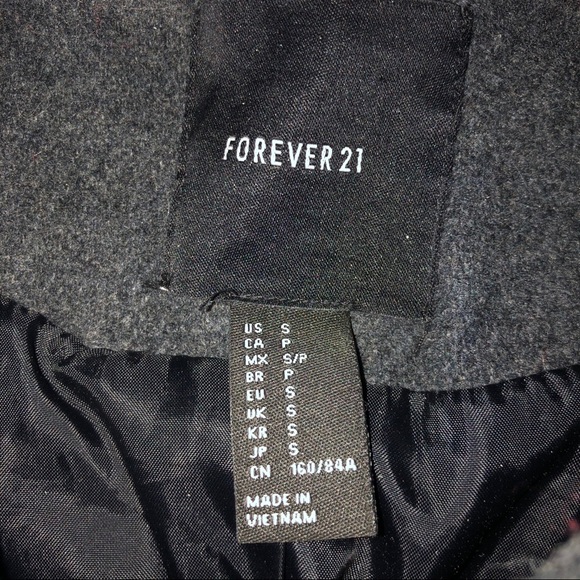 FOREVER 21
US S
CA P
MX S/P
BR P
EU S
UK S
KR S
JP S
CN 160/84A
MADE IN
VIETNAM